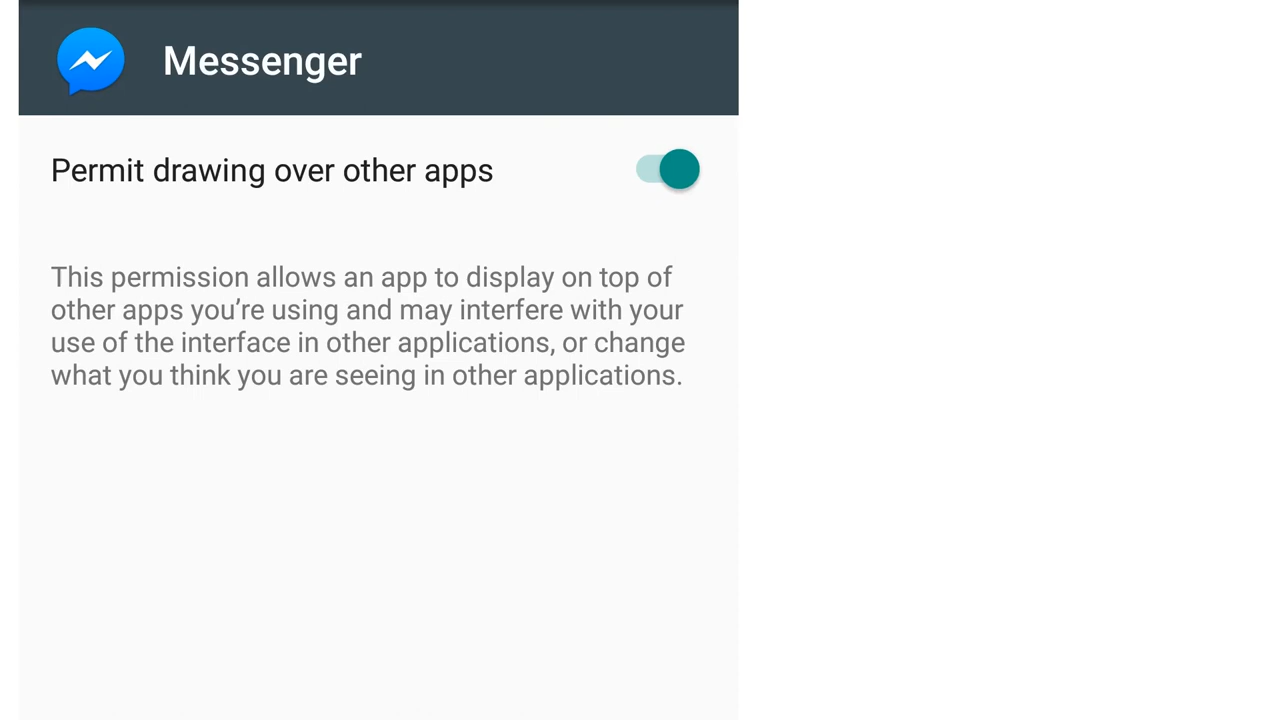 Messenger
Permit drawing over other apps
This permission allows an app to display on top of
other apps you’re using and may interfere with your
use of the interface in other applications, or change
what you think you are seeing in other applications.